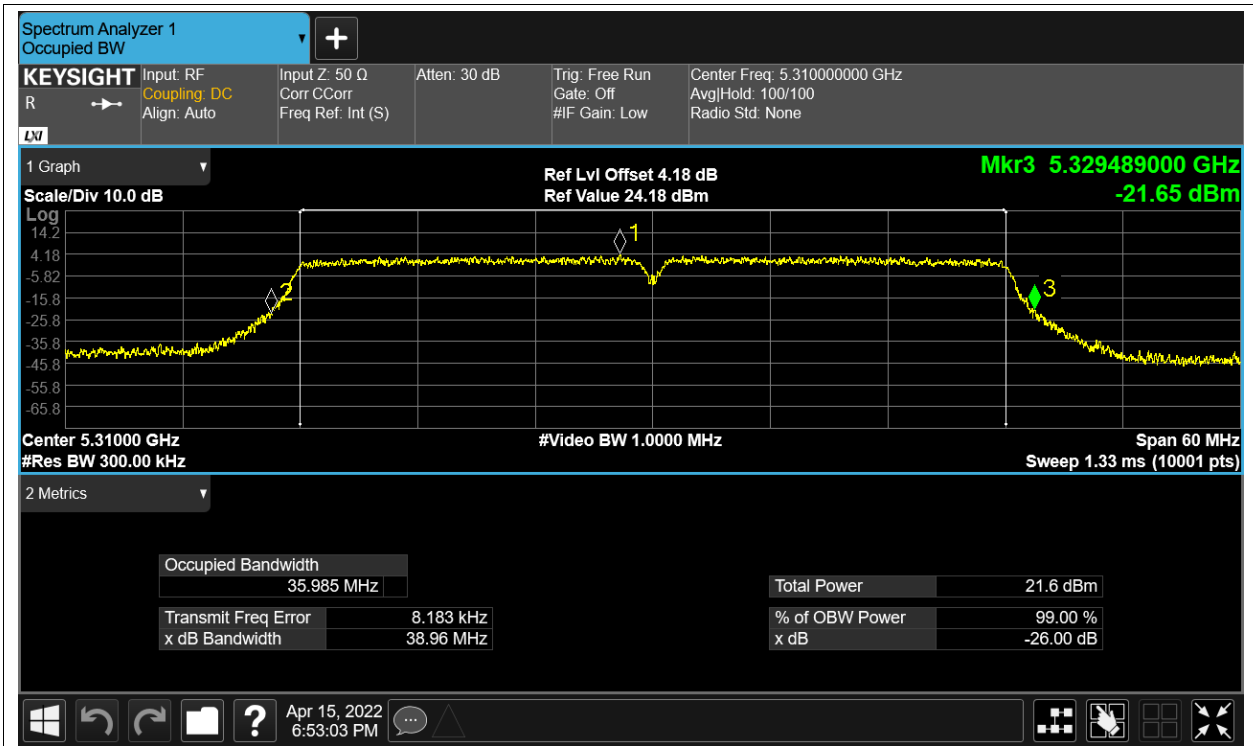 Spectrum Analyzer 1
Occupied BW
KEYSIGHT
R
LXI
Input: RF
Coupling: DC
Align: Auto
Input Z: 50 Ω
Corr CCorr
Freq Ref: Int (S)
Atten: 30 dB
Trig: Free Run
Gate: Off
#IF Gain: Low
Center Freq: 5.310000000 GHz
Avg|Hold: 100/100
Radio Std: None
1 Graph
Scale/Div 10.0 dB
Ref Lvl Offset 4.18 dB
Ref Value 24.18 dBm
Mkr3 5.329489000 GHz
-21.65 dBm
Log
14.2
4.18
-5.82
-15.8
-25.8
-35.8
-45.8
-55.8
-65.8
1
2
3
Center 5.31000 GHz
#Res BW 300.00 kHz
#Video BW 1.0000 MHz
Span 60 MHz
Sweep 1.33 ms (10001 pts)
2 Metrics
Occupied Bandwidth
35.985 MHz
Transmit Freq Error 8.183 kHz
x dB Bandwidth 38.96 MHz
Total Power 21.6 dBm
% of OBW Power 99.00 %
x dB -26.00 dB
?
Apr 15, 2022
6:53:03 PM